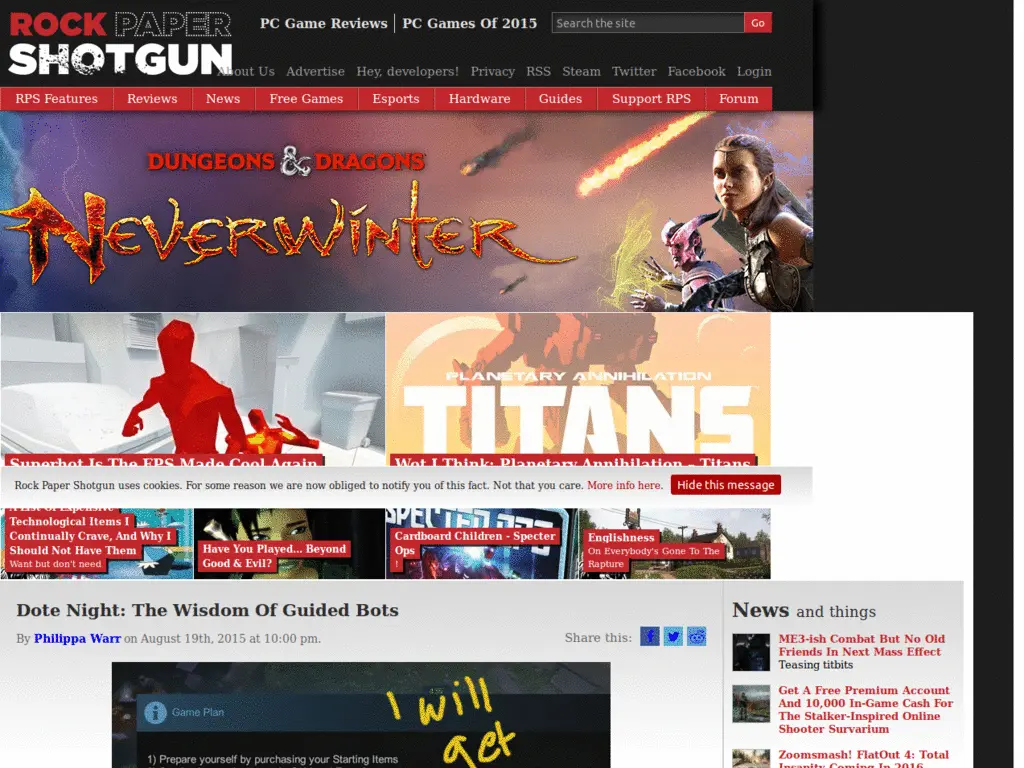 ROCK PAPER
SHOTGUN
PC Game Reviews
PC Games Of 2015
Search the site
Go
About Us Advertise Hey, developers! Privacy RSS Steam Twitter Facebook Login
RPS Features Reviews News Free Games Esports Hardware Guides Support RPS Forum
DUNGEONS & DRAGONS
NEVERWINTER
Superhot Is The FPS Made Cool Again
PLANETARY ANNIHILATION
TITANS
Wot I Think: Planetary Annihilation – Titans
Rock Paper Shotgun uses cookies. For some reason we are now obliged to notify you of this fact. Not that you care. More info here. Hide this message
A List Of Expensive
Technological Items I
Continually Crave, And Why I
Should Not Have Them
Want but don't need
Have You Played... Beyond
Good & Evil?
Cardboard Children - Specter
Ops
!
Englishness
On Everybody's Gone To The
Rapture
Dote Night: The Wisdom Of Guided Bots
By Philippa Warr on August 19th, 2015 at 10:00 pm.
Share this:
Game Plan
1) Prepare yourself by purchasing your Starting Items
I will
get
News and things
ME3-ish Combat But No Old
Friends In Next Mass Effect
Teasing titbits
Get A Free Premium Account
And 10,000 In-Game Cash For
The Stalker-Inspired Online
Shooter Survarium
Zoomsmash! FlatOut 4: Total
Insanity Coming In 2016